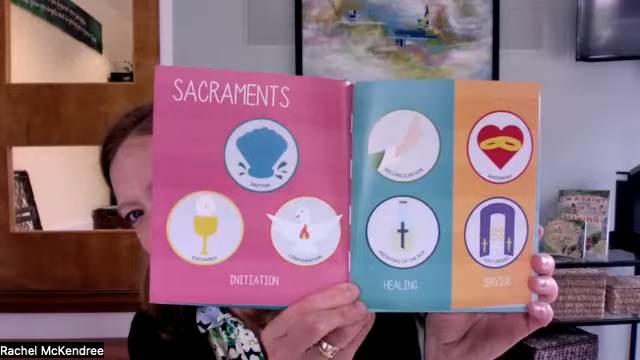 SACRAMENTS
BAPTISM
EUCHARIST
CONFIRMATION
INITIATION
RECONCILIATION
ANOINTING OF THE SICK
HEALING
MATRIMONY
HOLY ORDERS
SERVICE
Rachel McKendree